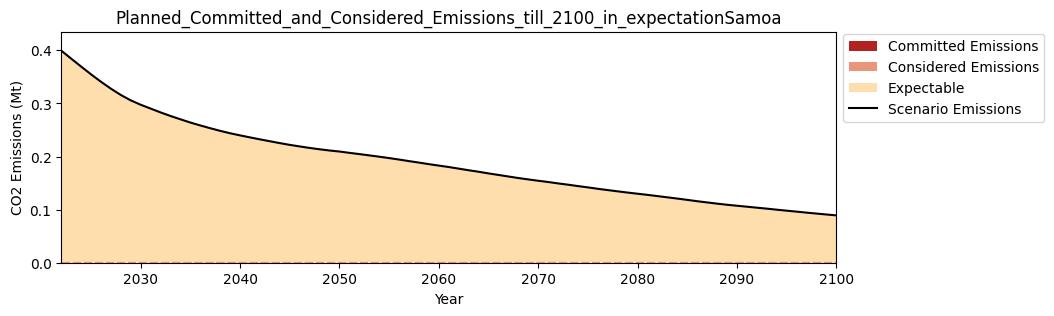 Planned_Committed_and_Considered_Emissions_till_2100_in_expectationSamoa
CO2 Emissions (Mt)
0.4
0.3
0.2
0.1
0.0
2030 2040 2050 2060 2070 2080 2090 2100
Year
Committed Emissions
Considered Emissions
Expectable
Scenario Emissions